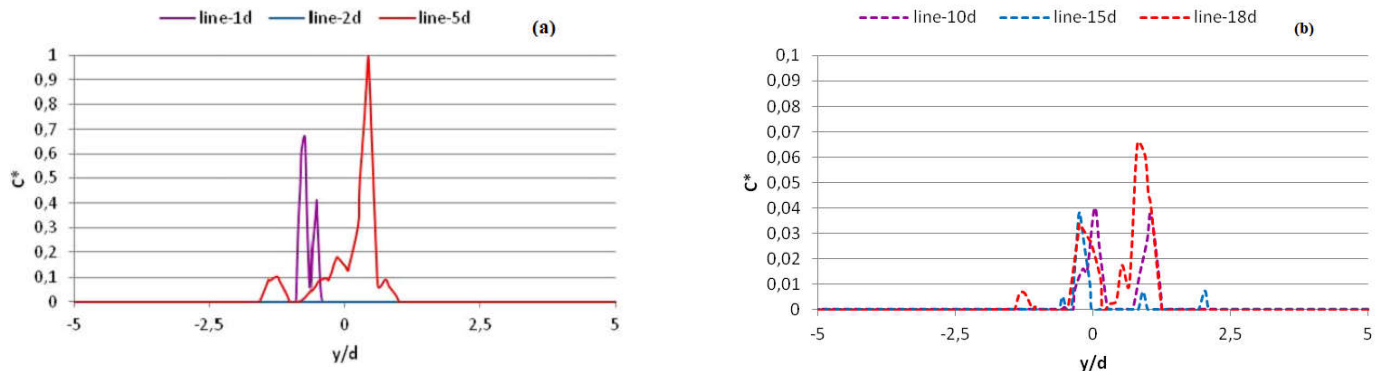 line-1d line-2d line-5d
(a)
1
0,9
0,8
0,7
0,6
0,5
0,4
0,3
0,2
0,1
0
C*
-5 -2,5 0 2,5 5
y/d
line-10d line-15d line-18d
(b)
0,1
0,09
0,08
0,07
0,06
0,05
0,04
0,03
0,02
0,01
0
C*
-5 -2,5 0 2,5 5
y/d